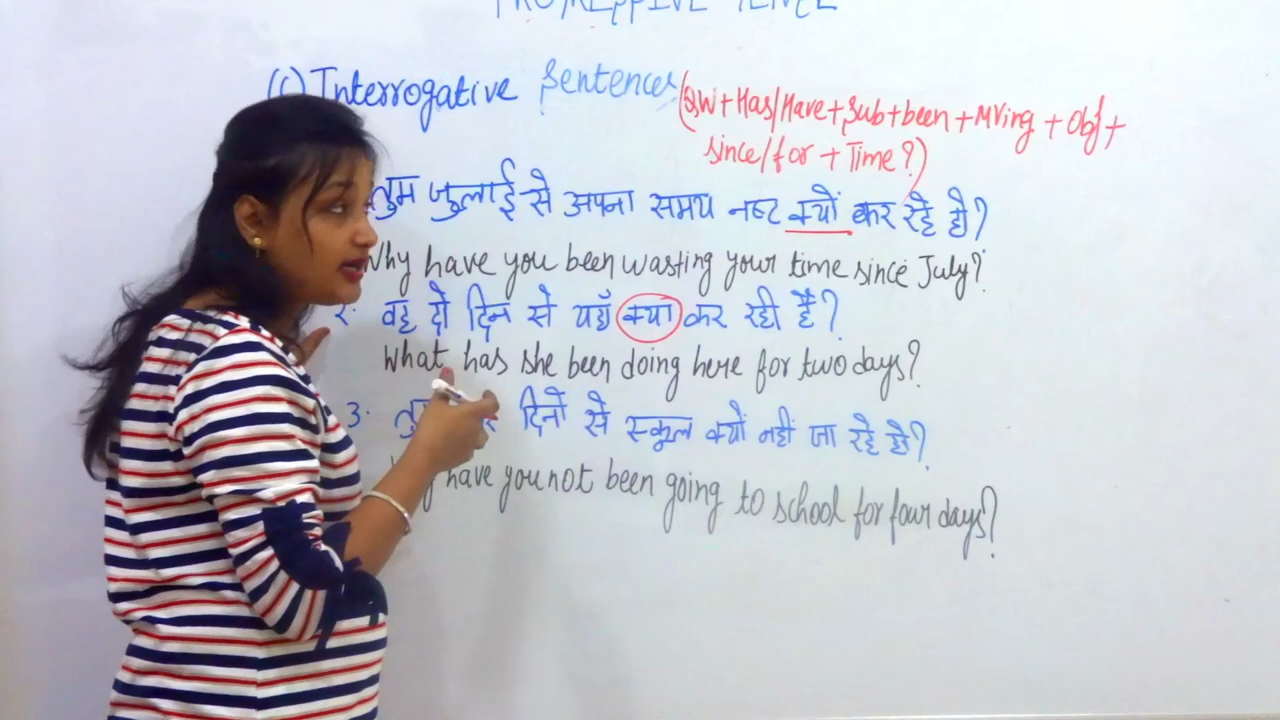 (C) Interrogative Sentences (QW + Has/Have + Sub + been + MVing + Obj +
since/for + Time?)
तुम जुलाई से अपना समय नष्ट क्यों कर रहे हो?
Why have you been wasting your time since July?
२. वह दो दिन से यहाँ क्या कर रही है?
What has she been doing here for two days?
3. दिनों से स्कूल क्यों नहीं जा रहे हो?
have you not been going to school for four days?